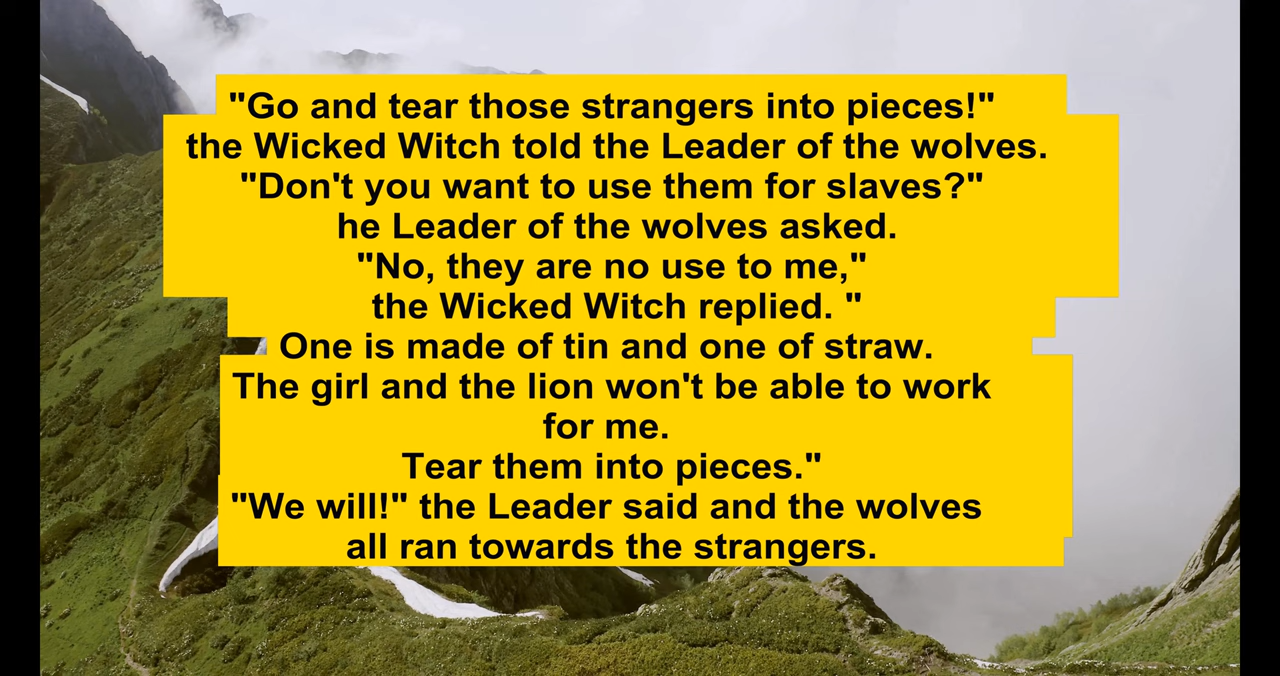 "Go and tear those strangers into pieces!"
the Wicked Witch told the Leader of the wolves.
"Don't you want to use them for slaves?"
he Leader of the wolves asked.
"No, they are no use to me,"
the Wicked Witch replied. "
One is made of tin and one of straw.
The girl and the lion won't be able to work
for me.
Tear them into pieces."
"We will!" the Leader said and the wolves
all ran towards the strangers.